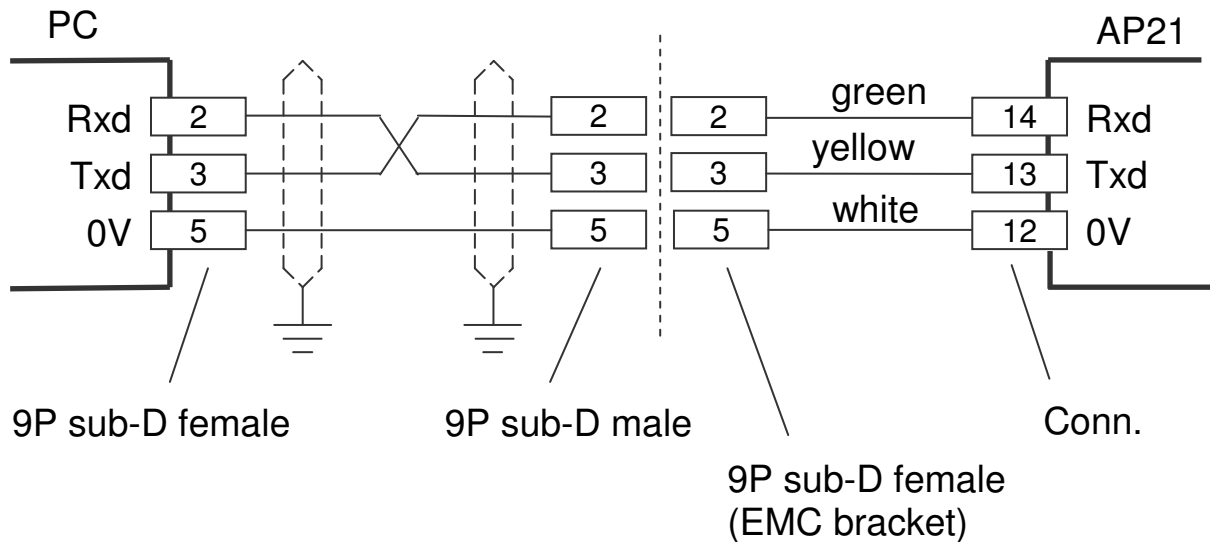 PC
AP21
Rxd 2 2 2 green 14 Rxd
Txd 3 3 3 yellow 13 Txd
0V 5 5 5 white 12 0V
9P sub-D female
9P sub-D male
Conn.
9P sub-D female
(EMC bracket)